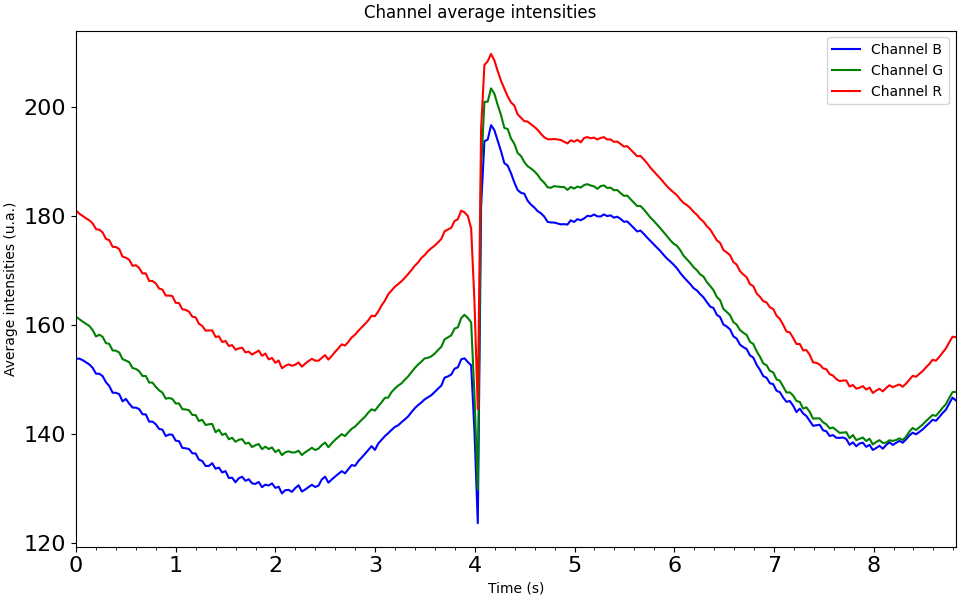 Channel average intensities
Channel B
Channel G
Channel R
Average intensities (u.a.)
200
180
160
140
120
0 1 2 3 4 5 6 7 8
Time (s)